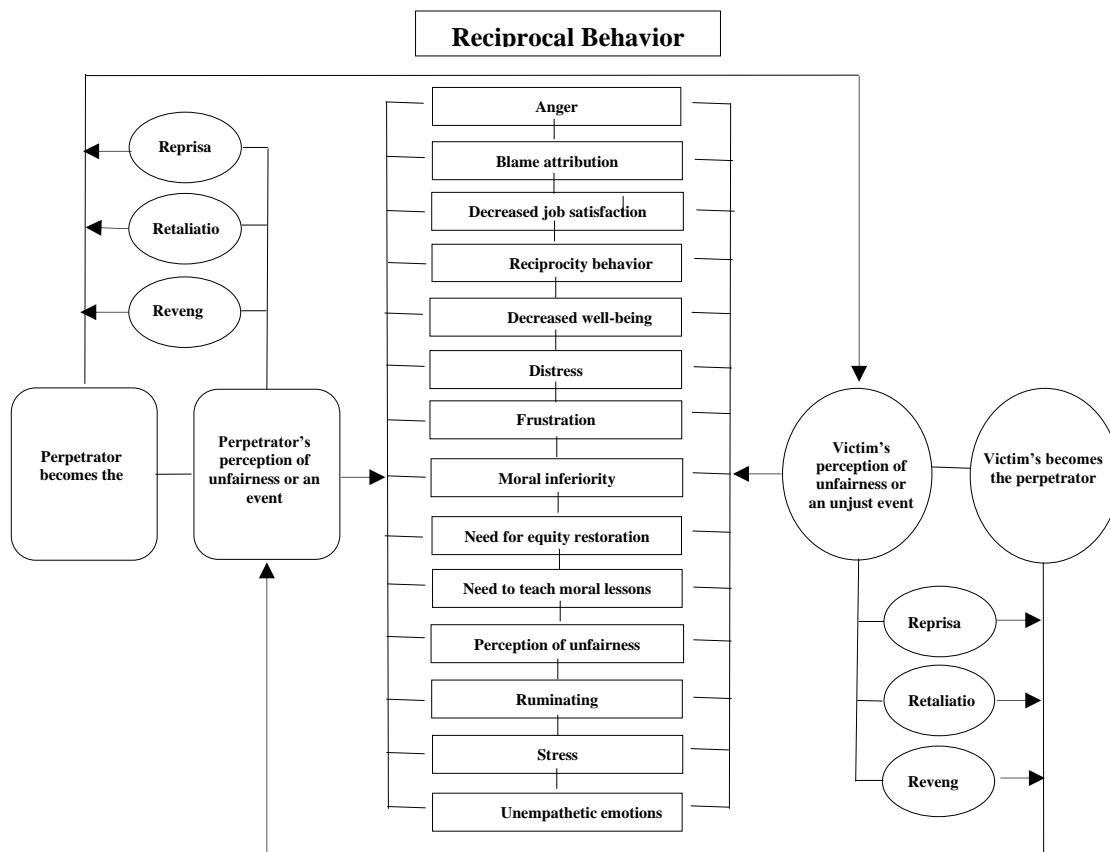 Reciprocal Behavior
Reprisa
Retaliatio
Reveng
Perpetrator
becomes the
Perpetrator’s
perception of
unfairness or an
event
Anger
Blame attribution
Decreased job satisfaction
Reciprocity behavior
Decreased well-being
Distress
Frustration
Moral inferiority
Need for equity restoration
Need to teach moral lessons
Perception of unfairness
Ruminating
Stress
Unempathetic emotions
Victim’s
perception of
unfairness or
an unjust event
Victim’s becomes
the perpetrator
Reprisa
Retaliatio
Reveng